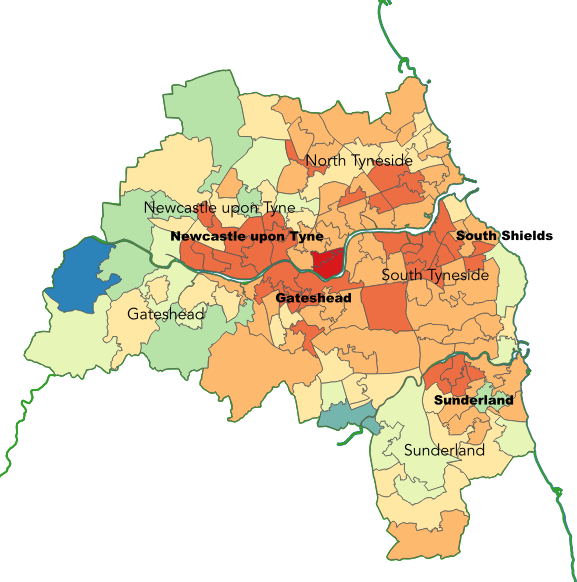 North Tyneside
Newcastle upon Tyne
Newcastle upon Tyne
South Shields
South Tyneside
Gateshead
Gateshead
Sunderland
Sunderland